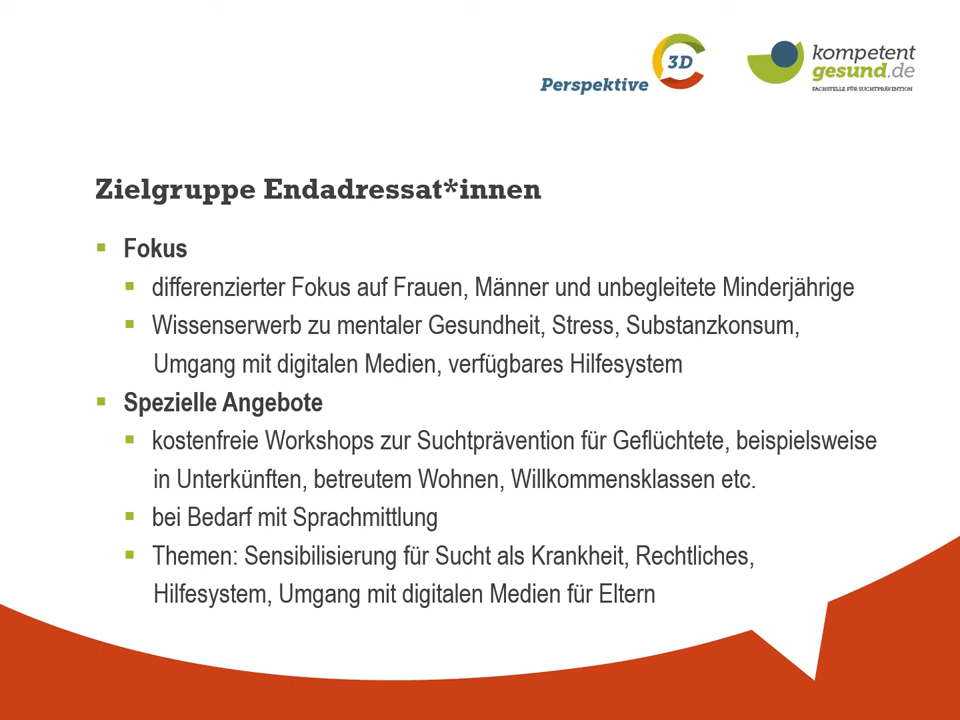 Perspektive 3D
kompetent
gesund.de
FACHSTELLE FÜR SUCHTPRÄVENTION
Zielgruppe Endadressat*innen
Fokus
differenzierter Fokus auf Frauen, Männer und unbegleitete Minderjährige
Wissenserwerb zu mentaler Gesundheit, Stress, Substanzkonsum,
Umgang mit digitalen Medien, verfügbares Hilfesystem
Spezielle Angebote
kostenfreie Workshops zur Suchtprävention für Geflüchtete, beispielsweise
in Unterkünften, betreutem Wohnen, Willkommensklassen etc.
bei Bedarf mit Sprachmittlung
Themen: Sensibilisierung für Sucht als Krankheit, Rechtliches,
Hilfesystem, Umgang mit digitalen Medien für Eltern